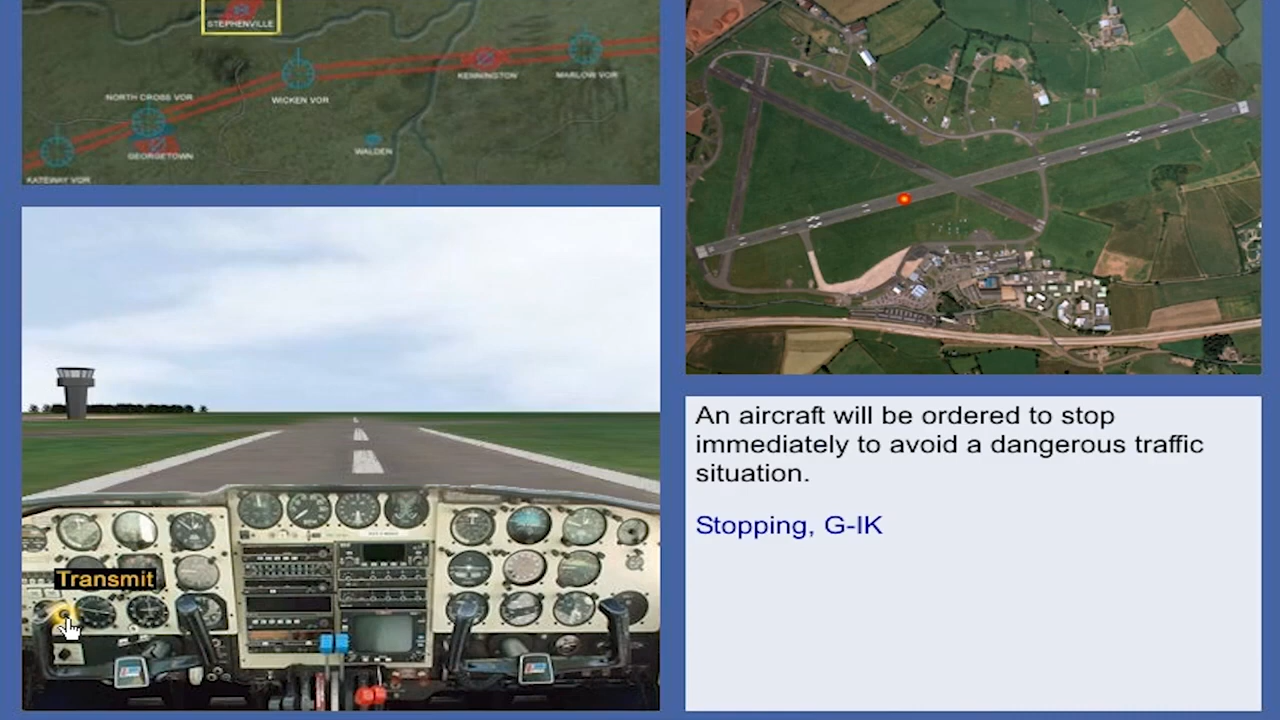 STEPHENVILLE
KENNINGTON
MARLOW VOR
NORTH CROSS VOR
WICKEN VOR
WALDEN
GEORGETOWN
KATEWAY VOR
An aircraft will be ordered to stop
immediately to avoid a dangerous traffic
situation.
Stopping, G-IK
Transmit